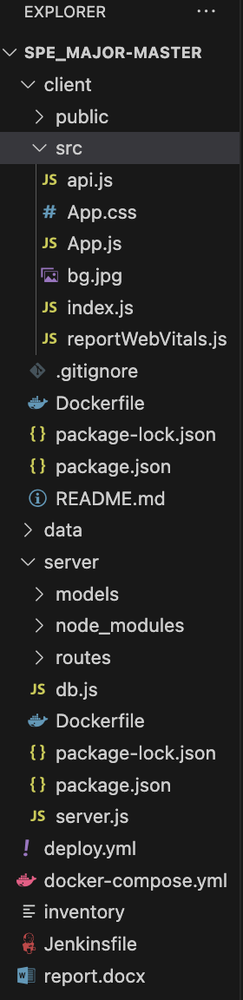 EXPLORER ...
SPE_MAJOR-MASTER
client
public
src
JS api.js
# App.css
JS App.js
bg.jpg
JS index.js
JS reportWebVitals.js
.gitignore
Dockerfile
{ } package-lock.json
{ } package.json
README.md
data
server
models
node_modules
routes
JS db.js
Dockerfile
{ } package-lock.json
{ } package.json
JS server.js
! deploy.yml
docker-compose.yml
inventory
Jenkinsfile
W report.docx